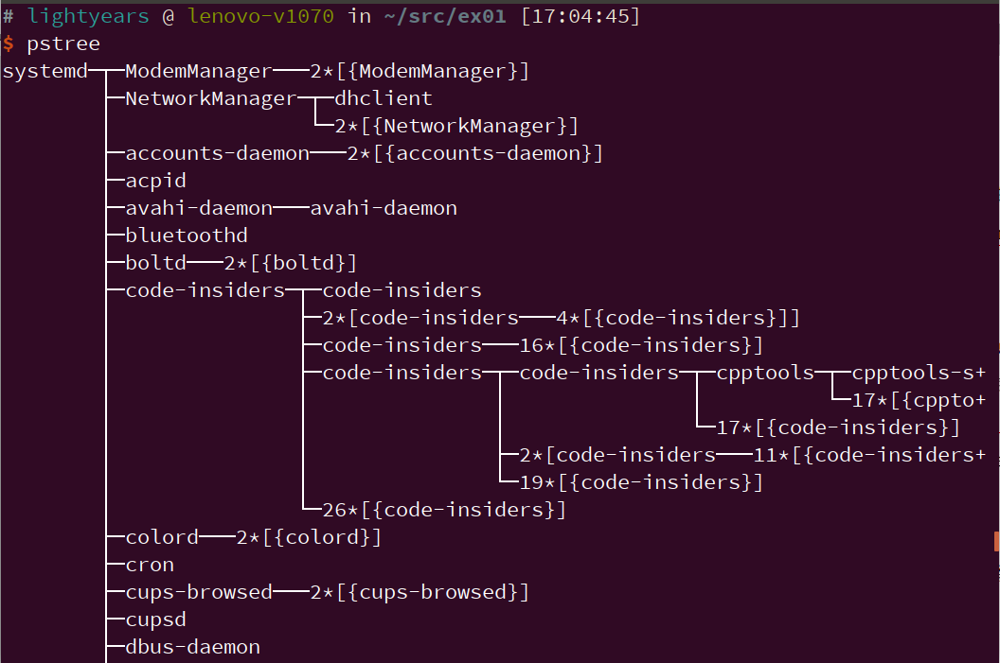 # lightyears @ lenovo-v1070 in ~/src/ex01 [17:04:45]
$ pstree
systemd─┬─ModemManager───2*[{ModemManager}]
        ├─NetworkManager─┬─dhclient
        │                └─2*[{NetworkManager}]
        ├─accounts-daemon───2*[{accounts-daemon}]
        ├─acpid
        ├─avahi-daemon───avahi-daemon
        ├─bluetoothd
        ├─boltd───2*[{boltd}]
        ├─code-insiders─┬─code-insiders
        │               ├─2*[code-insiders───4*[{code-insiders}]]
        │               ├─code-insiders───16*[{code-insiders}]
        │               ├─code-insiders─┬─code-insiders─┬─cpptools─┬─cpptools-s+
        │               │               │               │          └─17*[{cppto+
        │               │               │               └─17*[{code-insiders}]
        │               │               ├─2*[code-insiders───11*[{code-insiders+
        │               │               └─19*[{code-insiders}]
        │               └─26*[{code-insiders}]
        ├─colord───2*[{colord}]
        ├─cron
        ├─cups-browsed───2*[{cups-browsed}]
        ├─cupsd
        ├─dbus-daemon